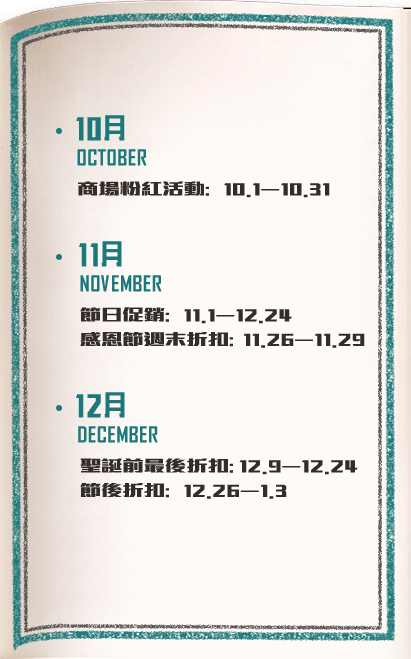 • 10月
OCTOBER
商場粉紅活動: 10.1—10.31
• 11月
NOVEMBER
節日促銷: 11.1—12.24
感恩節週末折扣: 11.26—11.29
• 12月
DECEMBER
聖誕前最後折扣: 12.9—12.24
節後折扣: 12.26—1.3